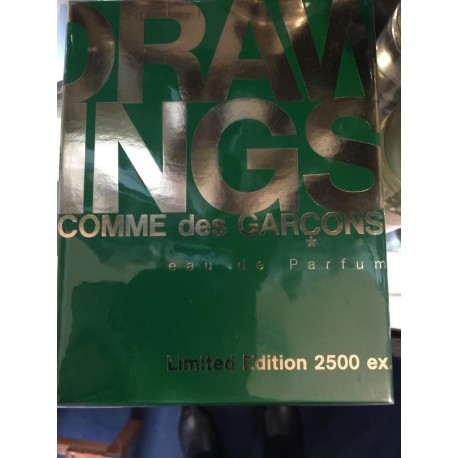 DRAW
INGS
COMME des GARÇONS
*
eau de Parfum
Limited Edition 2500 ex.